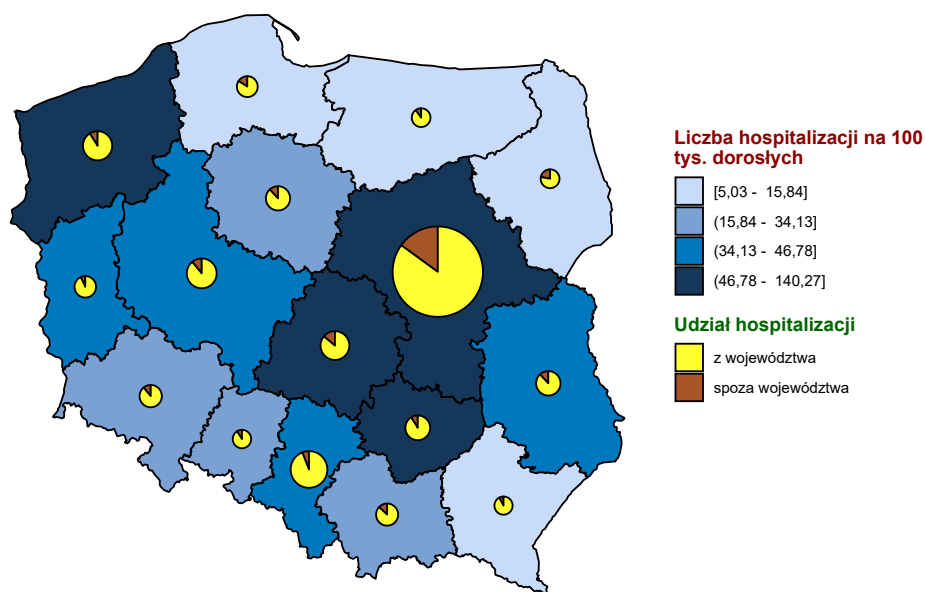 Liczba hospitalizacji na 100
tys. dorosłych
[5,03 - 15,84]
(15,84 - 34,13]
(34,13 - 46,78]
(46,78 - 140,27]
Udział hospitalizacji
z województwa
spoza województwa